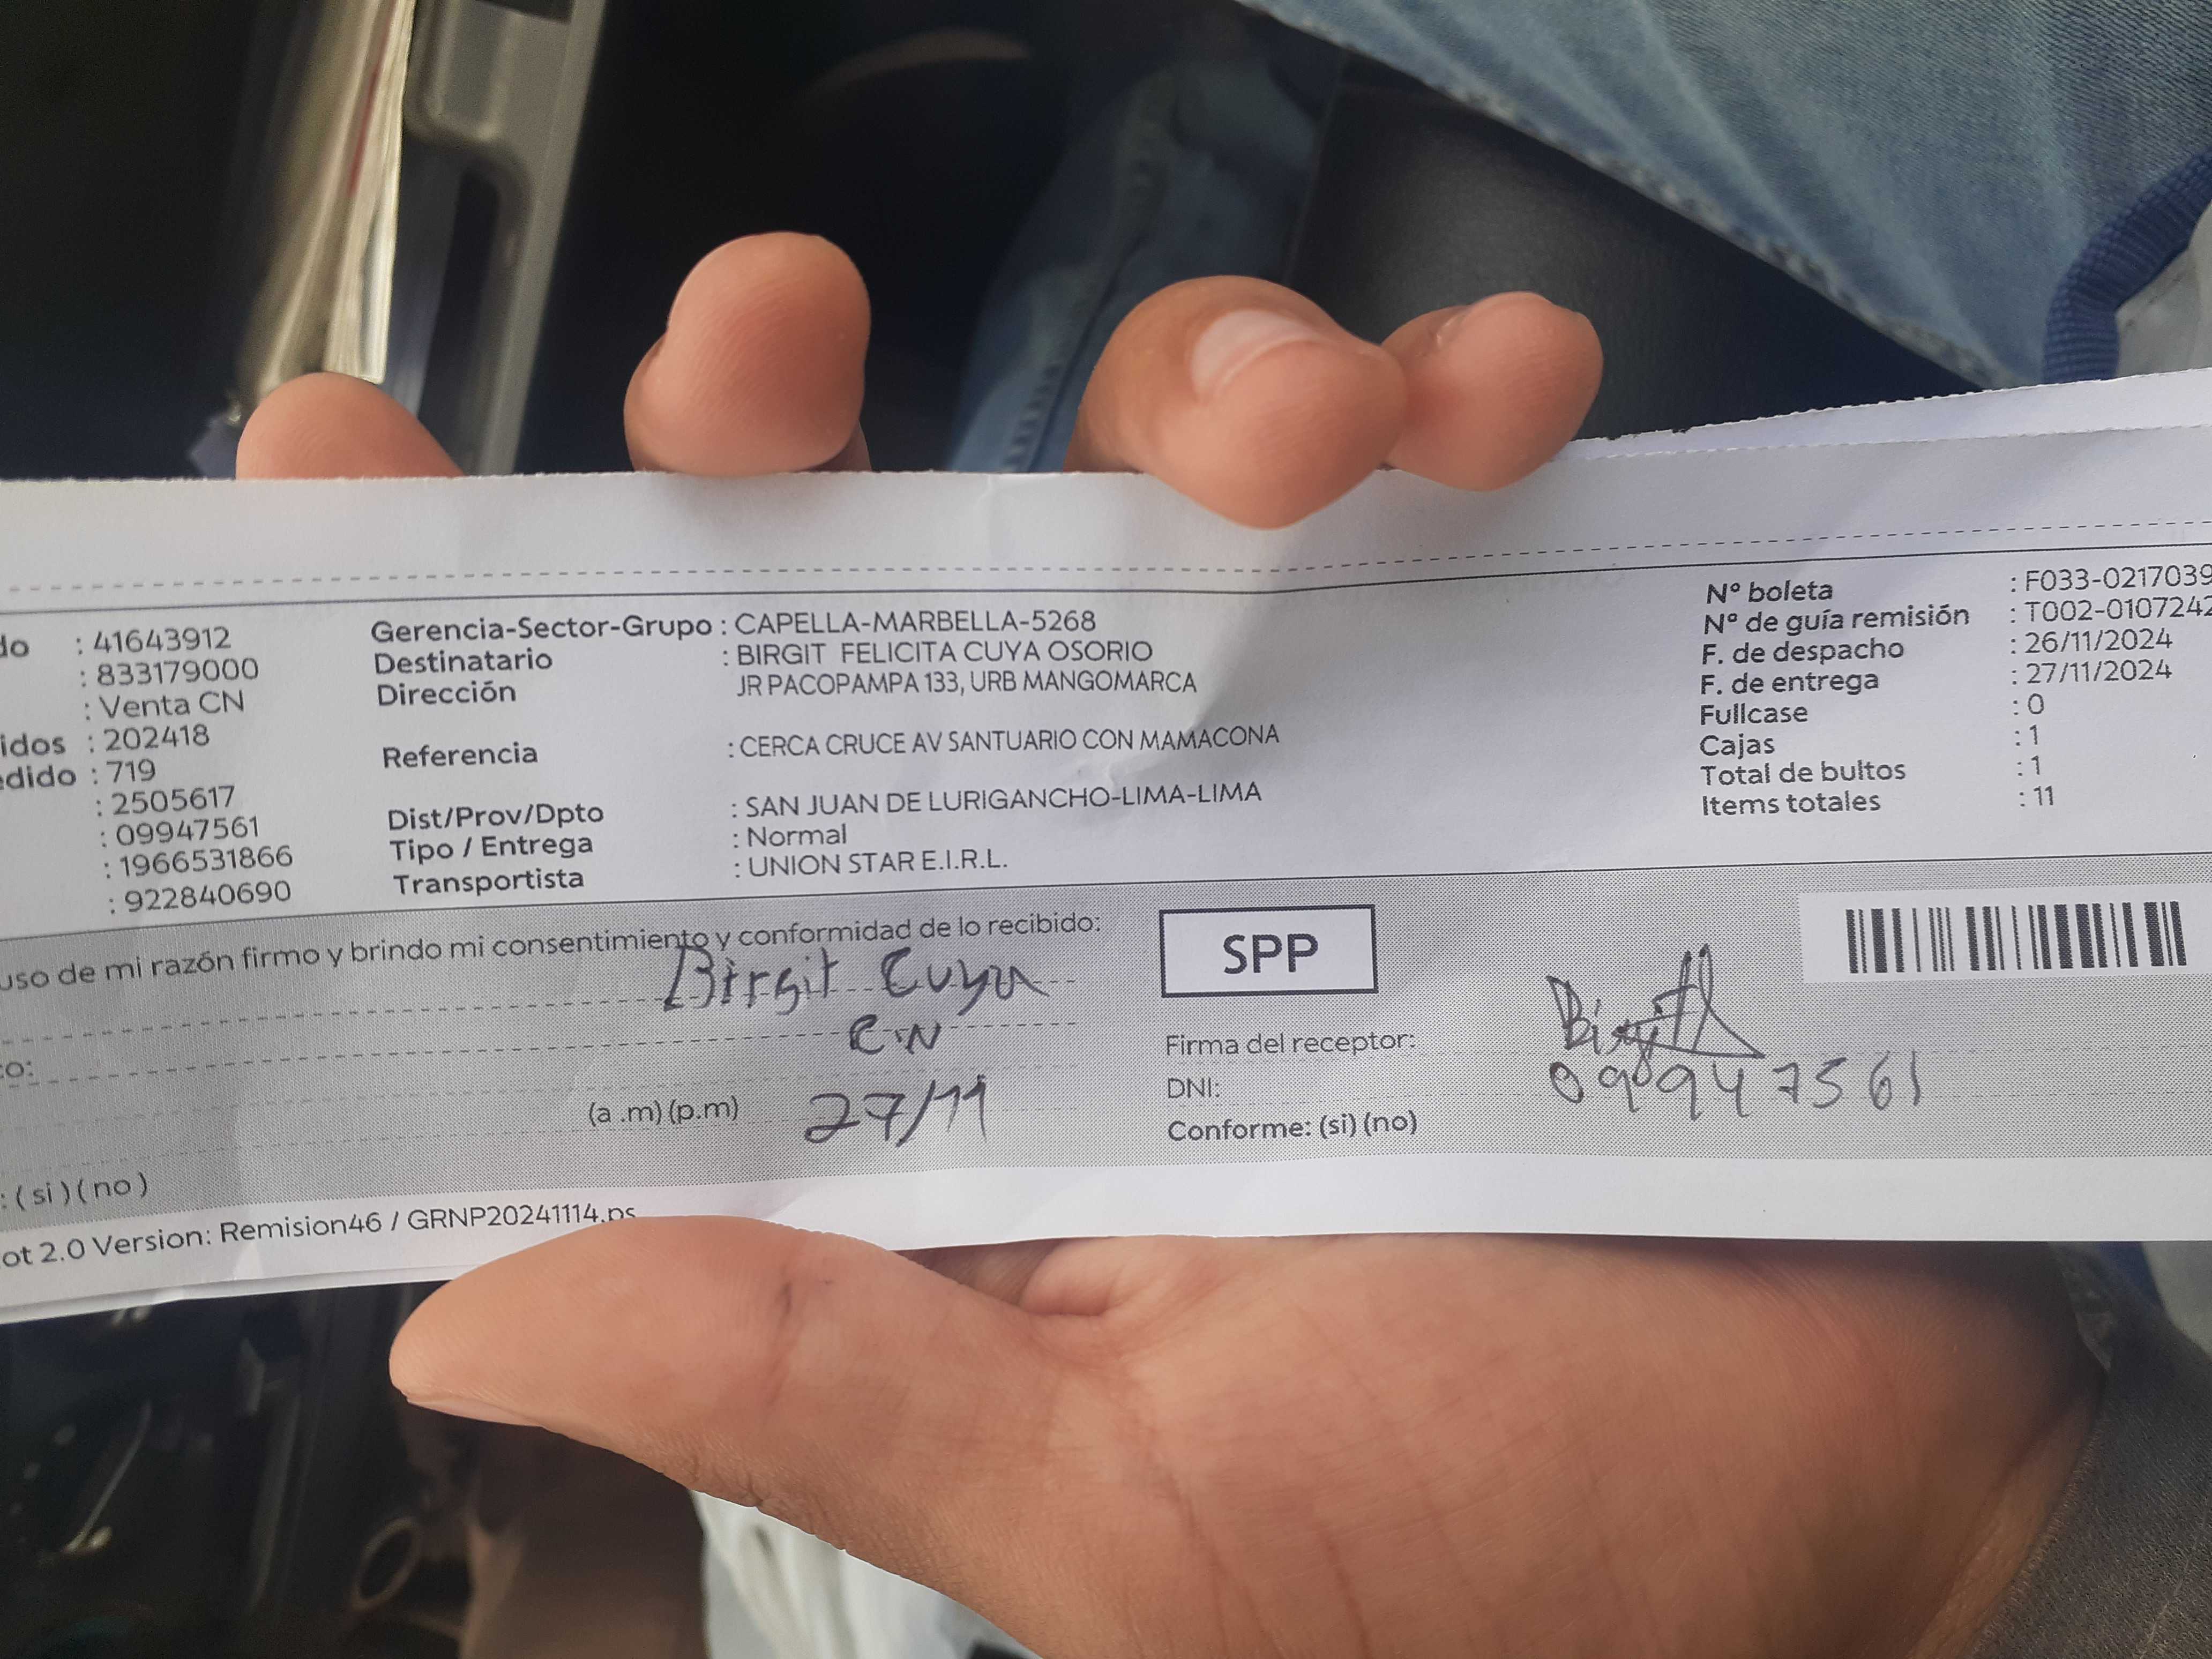 do : 41643912
: 833179000
: Venta CN
idos : 202418
edido : 719
: 2505617
: 09947561
: 1966531866
: 922840690
Gerencia-Sector-Grupo : CAPELLA-MARBELLA-5268
Destinatario : BIRGIT FELICITA CUYA OSORIO
Dirección JR PACOPAMPA 133, URB MANGOMARCA
Referencia : CERCA CRUCE AV SANTUARIO CON MAMACONA
Dist/Prov/Dpto : SAN JUAN DE LURIGANCHO-LIMA-LIMA
Tipo / Entrega : Normal
Transportista : UNION STAR E.I.R.L.
Nº boleta : F033-0217039
Nº de guía remisión : T002-0107242
F. de despacho : 26/11/2024
F. de entrega : 27/11/2024
Fullcase : 0
Cajas : 1
Total de bultos : 1
Items totales : 11
uso de mi razón firmo y brindo mi consentimiento y conformidad de lo recibido:
Birgit Cuya
C.N
o:
(a .m) (p.m) 27/11
: ( si ) ( no )
SPP
Firma del receptor:
DNI: 09947561
Conforme: (si) (no)
ot 2.0 Version: Remision46 / GRNP20241114.ps